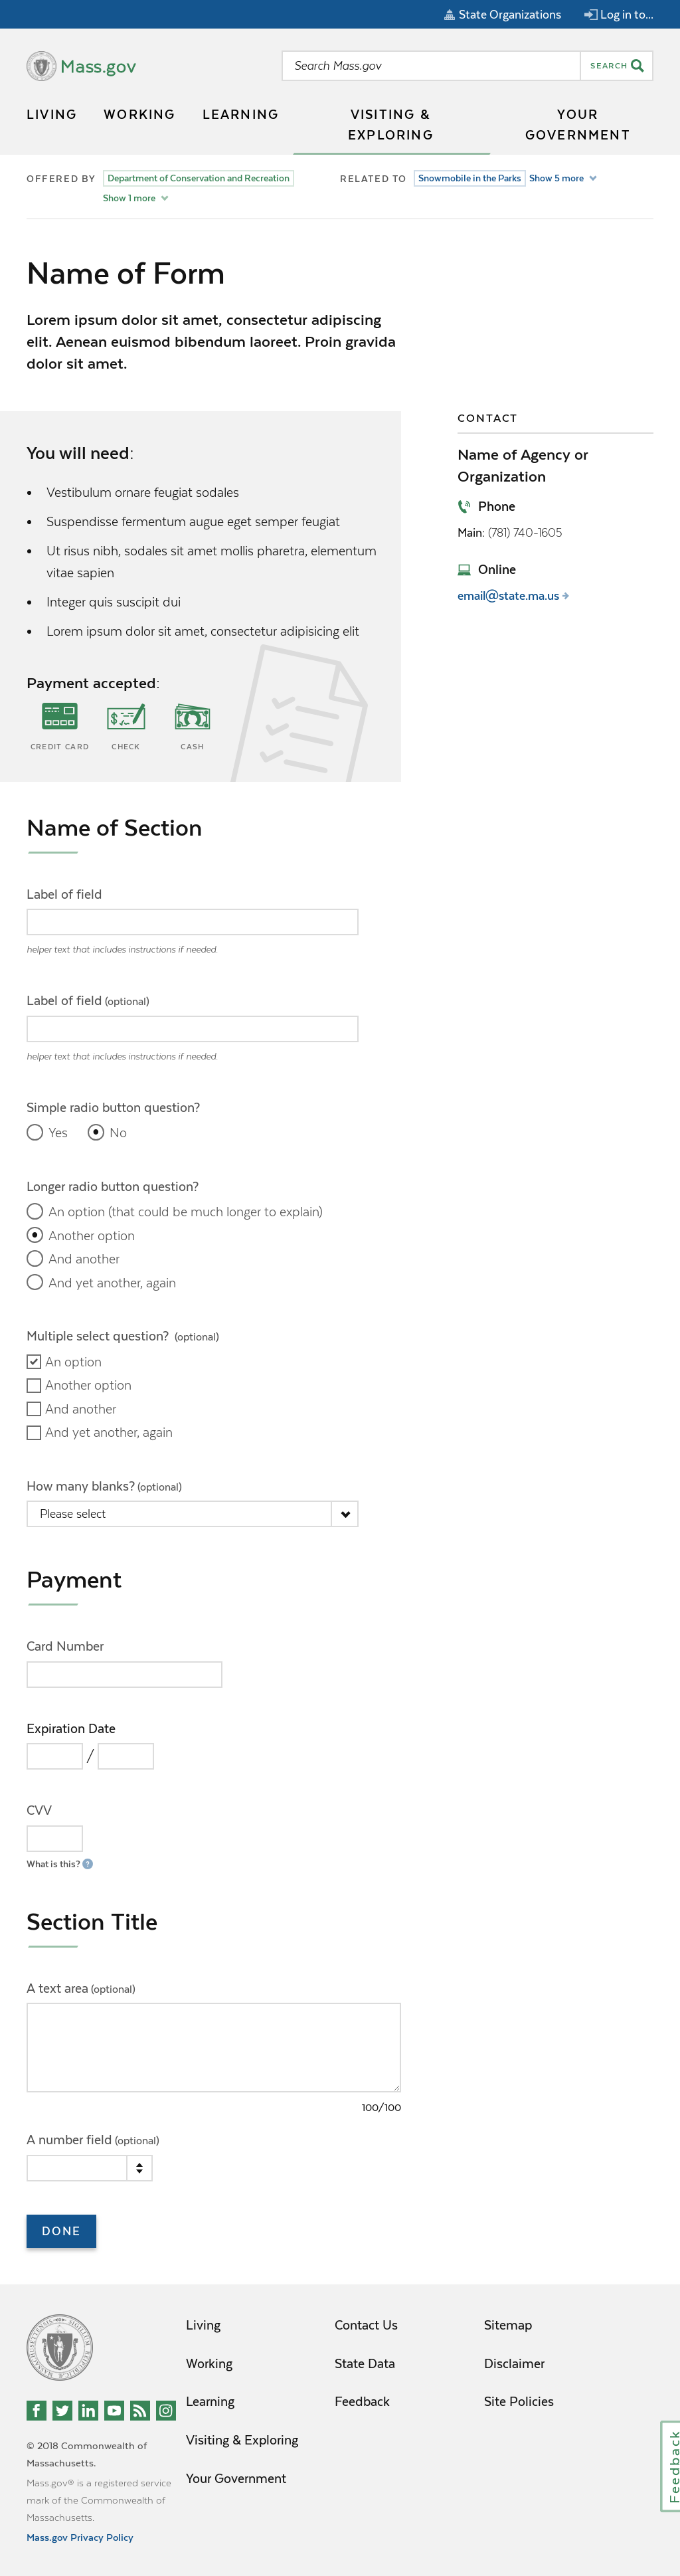 State Organizations
Log in to...
Mass.gov
Search Mass.gov
SEARCH
LIVING
WORKING
LEARNING
VISITING &
EXPLORING
YOUR
GOVERNMENT
OFFERED BY
Department of Conservation and Recreation
Show 1 more
RELATED TO
Snowmobile in the Parks
Show 5 more
Name of Form
Lorem ipsum dolor sit amet, consectetur adipiscing
elit. Aenean euismod bibendum laoreet. Proin gravida
dolor sit amet.
You will need:
Vestibulum ornare feugiat sodales
Suspendisse fermentum augue eget semper feugiat
Ut risus nibh, sodales sit amet mollis pharetra, elementum
vitae sapien
Integer quis suscipit dui
Lorem ipsum dolor sit amet, consectetur adipisicing elit
Payment accepted:
CREDIT CARD
CHECK
CASH
CONTACT
Name of Agency or
Organization
Phone
Main: (781) 740-1605
Online
email@state.ma.us
Name of Section
Label of field
helper text that includes instructions if needed.
Label of field (optional)
helper text that includes instructions if needed.
Simple radio button question?
Yes
No
Longer radio button question?
An option (that could be much longer to explain)
Another option
And another
And yet another, again
Multiple select question? (optional)
An option
Another option
And another
And yet another, again
How many blanks? (optional)
Please select
Payment
Card Number
Expiration Date
/
CVV
What is this? ?
Section Title
A text area (optional)
100/100
A number field (optional)
DONE
Living
Working
Learning
Visiting & Exploring
Your Government
Contact Us
State Data
Feedback
Sitemap
Disclaimer
Site Policies
© 2018 Commonwealth of
Massachusetts.
Mass.gov® is a registered service
mark of the Commonwealth of
Massachusetts.
Mass.gov Privacy Policy
Feedback